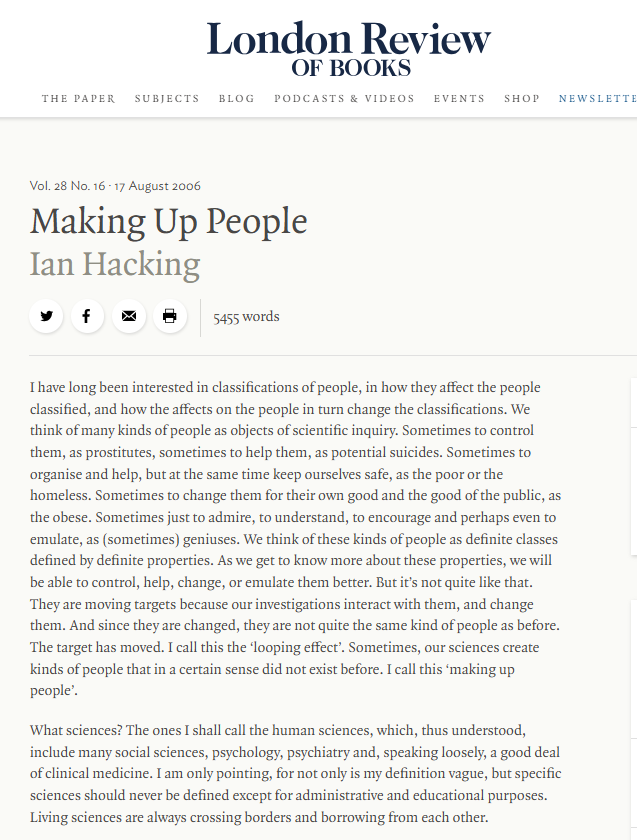 London Review
OF BOOKS
THE PAPER SUBJECTS BLOG PODCASTS & VIDEOS EVENTS SHOP NEWSLETTE
Vol. 28 No. 16 · 17 August 2006
Making Up People
Ian Hacking
5455 words
I have long been interested in classifications of people, in how they affect the people
classified, and how the affects on the people in turn change the classifications. We
think of many kinds of people as objects of scientific inquiry. Sometimes to control
them, as prostitutes, sometimes to help them, as potential suicides. Sometimes to
organise and help, but at the same time keep ourselves safe, as the poor or the
homeless. Sometimes to change them for their own good and the good of the public, as
the obese. Sometimes just to admire, to understand, to encourage and perhaps even to
emulate, as (sometimes) geniuses. We think of these kinds of people as definite classes
defined by definite properties. As we get to know more about these properties, we will
be able to control, help, change, or emulate them better. But it’s not quite like that.
They are moving targets because our investigations interact with them, and change
them. And since they are changed, they are not quite the same kind of people as before.
The target has moved. I call this the ‘looping effect’. Sometimes, our sciences create
kinds of people that in a certain sense did not exist before. I call this ‘making up
people’.
What sciences? The ones I shall call the human sciences, which, thus understood,
include many social sciences, psychology, psychiatry and, speaking loosely, a good deal
of clinical medicine. I am only pointing, for not only is my definition vague, but specific
sciences should never be defined except for administrative and educational purposes.
Living sciences are always crossing borders and borrowing from each other.